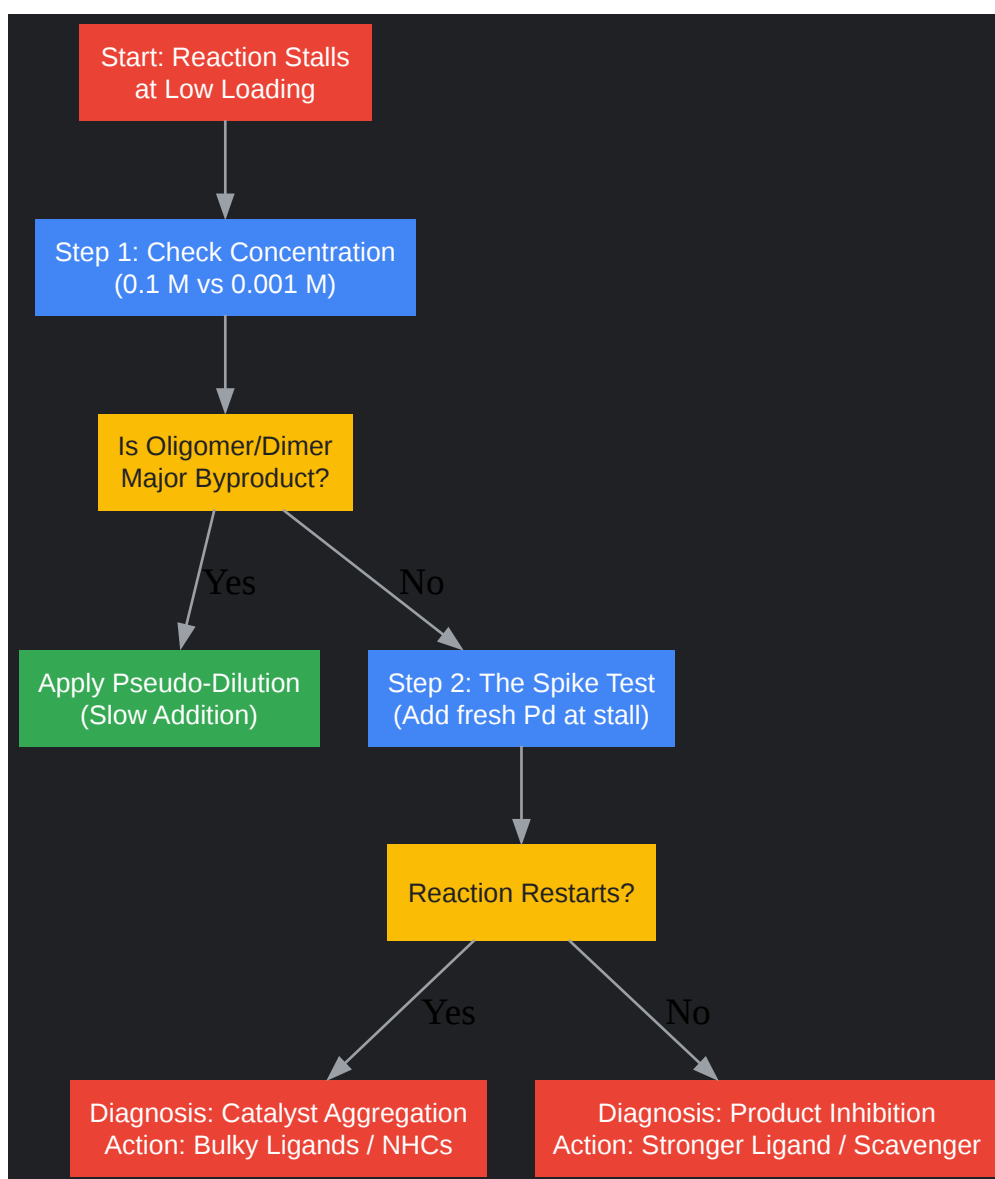 Start: Reaction Stalls
at Low Loading
Step 1: Check Concentration
(0.1 M vs 0.001 M)
Is Oligomer/Dimer
Major Byproduct?
Yes
No
Apply Pseudo-Dilution
(Slow Addition)
Step 2: The Spike Test
(Add fresh Pd at stall)
Reaction Restarts?
Yes
No
Diagnosis: Catalyst Aggregation
Action: Bulky Ligands / NHCs
Diagnosis: Product Inhibition
Action: Stronger Ligand / Scavenger